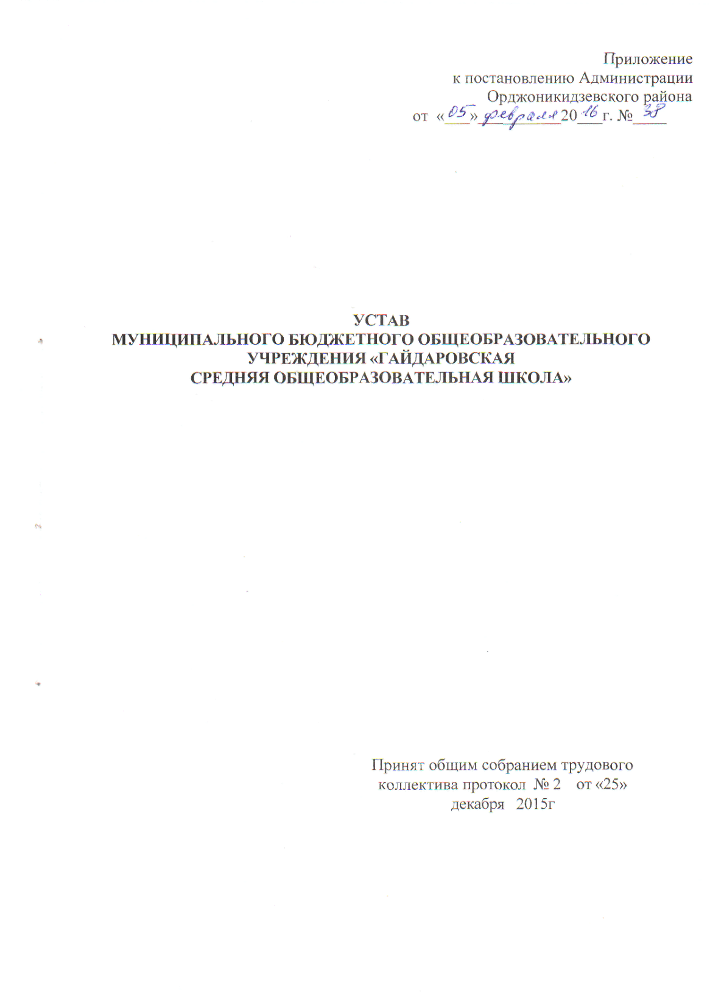 Приложение
к постановлению Администрации
Орджоникидзевского района
от «05» февраля 2016 г. № 38
УСТАВ
МУНИЦИПАЛЬНОГО БЮДЖЕТНОГО ОБЩЕОБРАЗОВАТЕЛЬНОГО
УЧРЕЖДЕНИЯ «ГАЙДАРОВСКАЯ
СРЕДНЯЯ ОБЩЕОБРАЗОВАТЕЛЬНАЯ ШКОЛА»
Принят общим собранием трудового
коллектива протокол № 2 от «25»
декабря 2015г